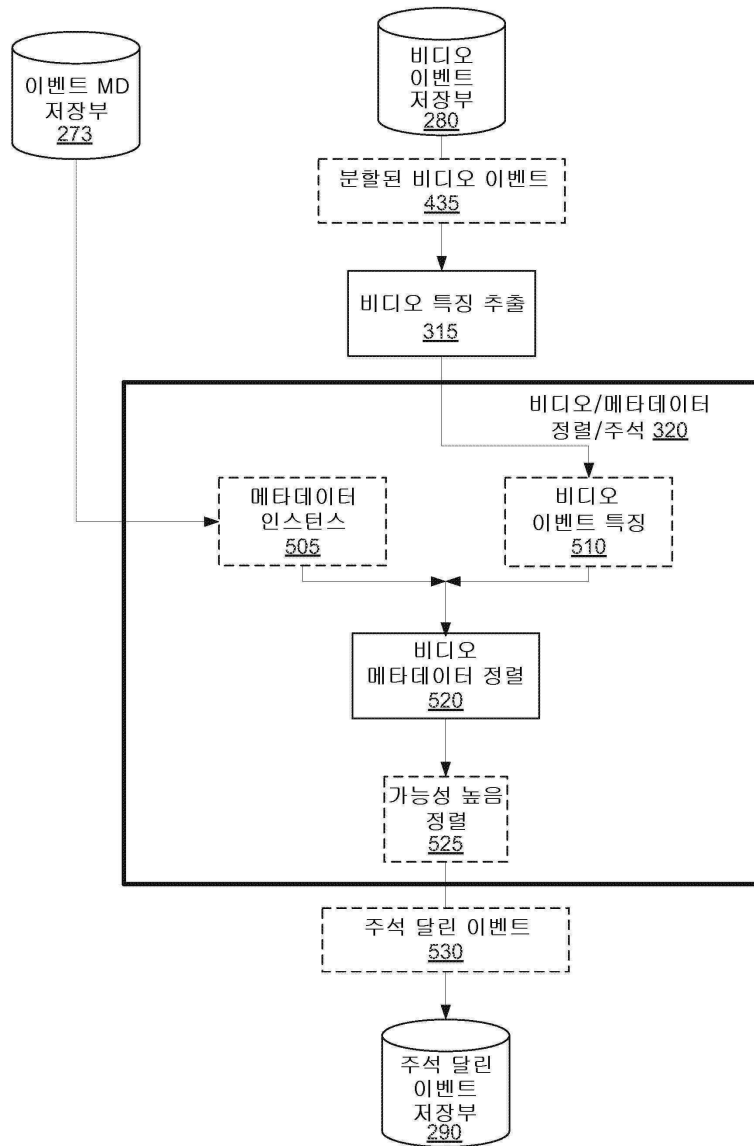 이벤트 MD
저장부
273
비디오
이벤트
저장부
280
분할된 비디오 이벤트
435
비디오 특징 추출
315
비디오/메타데이터
정렬/주석 320
메타데이터
인스턴스
505
비디오
이벤트 특징
510
비디오
메타데이터 정렬
520
가능성 높음
정렬
525
주석 달린 이벤트
530
주석 달린
이벤트
저장부
290